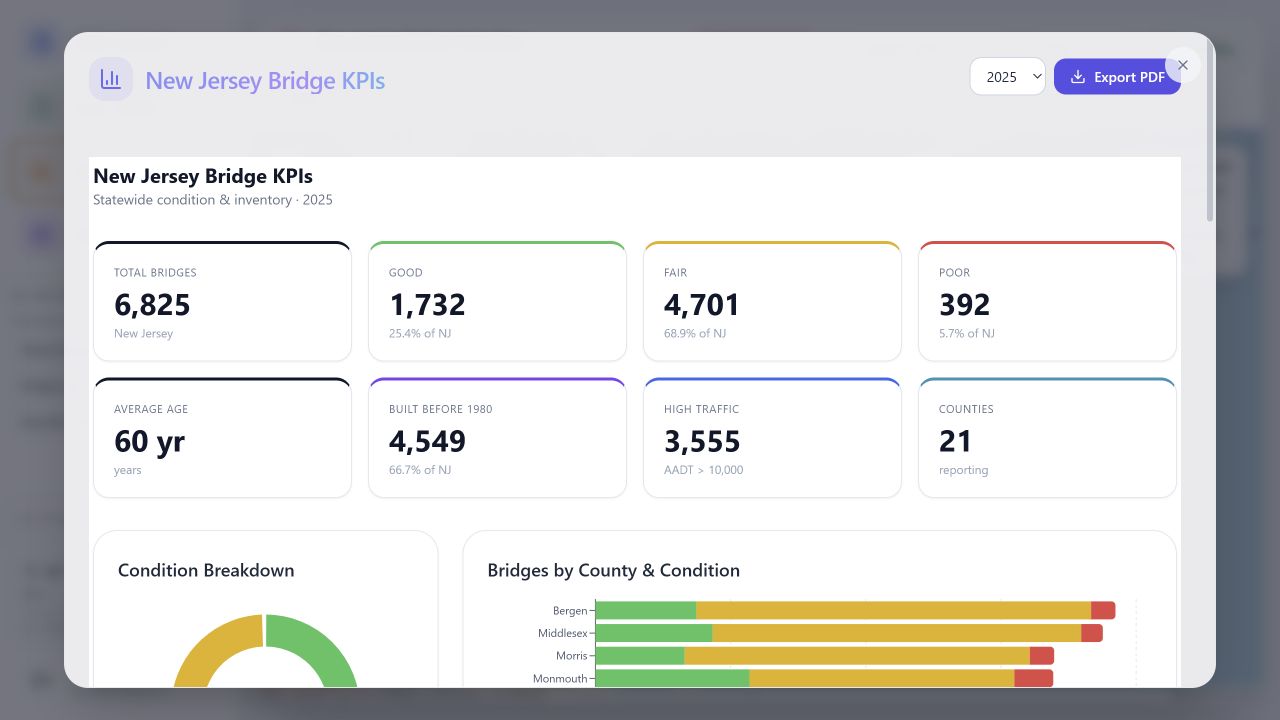 New Jersey Bridge KPIs
2025
Export PDF
New Jersey Bridge KPIs
Statewide condition & inventory · 2025
TOTAL BRIDGES
6,825
New Jersey
GOOD
1,732
25.4% of NJ
FAIR
4,701
68.9% of NJ
POOR
392
5.7% of NJ
AVERAGE AGE
60 yr
years
BUILT BEFORE 1980
4,549
66.7% of NJ
HIGH TRAFFIC
3,555
AADT > 10,000
COUNTIES
21
reporting
Condition Breakdown
Bridges by County & Condition
Bergen
Middlesex
Morris
Monmouth